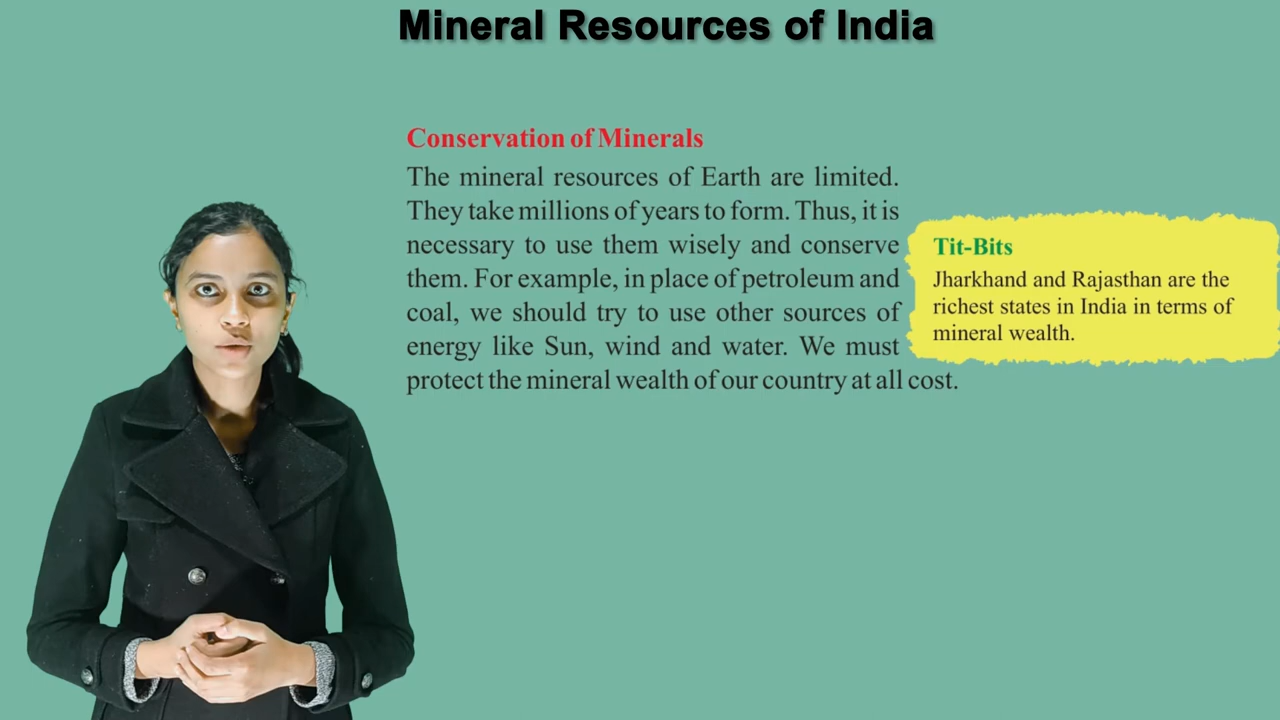 Mineral Resources of India
Conservation of Minerals
The mineral resources of Earth are limited.
They take millions of years to form. Thus, it is
necessary to use them wisely and conserve
them. For example, in place of petroleum and
coal, we should try to use other sources of
energy like Sun, wind and water. We must
protect the mineral wealth of our country at all cost.
Tit-Bits
Jharkhand and Rajasthan are the
richest states in India in terms of
mineral wealth.